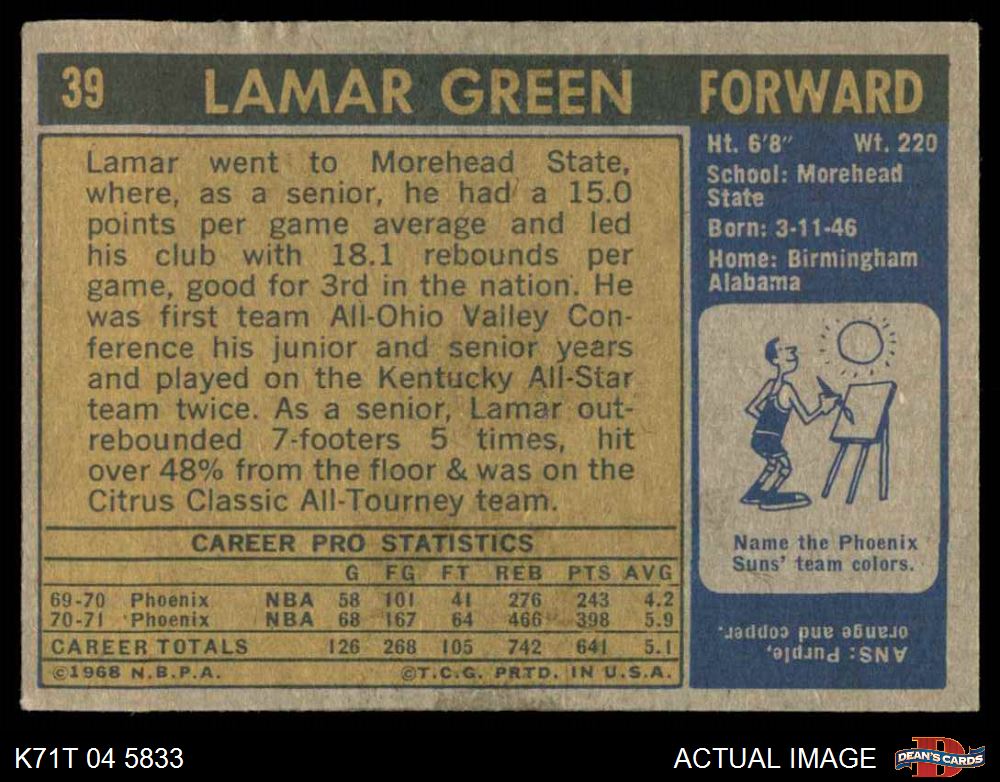 39 LAMAR GREEN FORWARD
Lamar went to Morehead State,
where, as a senior, he had a 15.0
points per game average and led
his club with 18.1 rebounds per
game, good for 3rd in the nation. He
was first team All-Ohio Valley Con-
ference his junior and senior years
and played on the Kentucky All-Star
team twice. As a senior, Lamar out-
rebounded 7-footers 5 times, hit
over 48% from the floor & was on the
Citrus Classic All-Tourney team.
Ht. 6'8" Wt. 220
School: Morehead
State
Born: 3-11-46
Home: Birmingham
Alabama
Name the Phoenix
Suns' team colors.
ANS: Purple,
orange and copper.
CAREER PRO STATISTICS
G FG FT REB PTS AVG
69-70 Phoenix NBA 58 101 41 276 243 4.2
70-71 Phoenix NBA 68 167 64 466 398 5.9
CAREER TOTALS 126 268 105 742 641 5.1
©1968 N.B.P.A. ©T.C.G. PRTD. IN U.S.A.
K71T 04 5833 ACTUAL IMAGE D DEAN'S CARDS